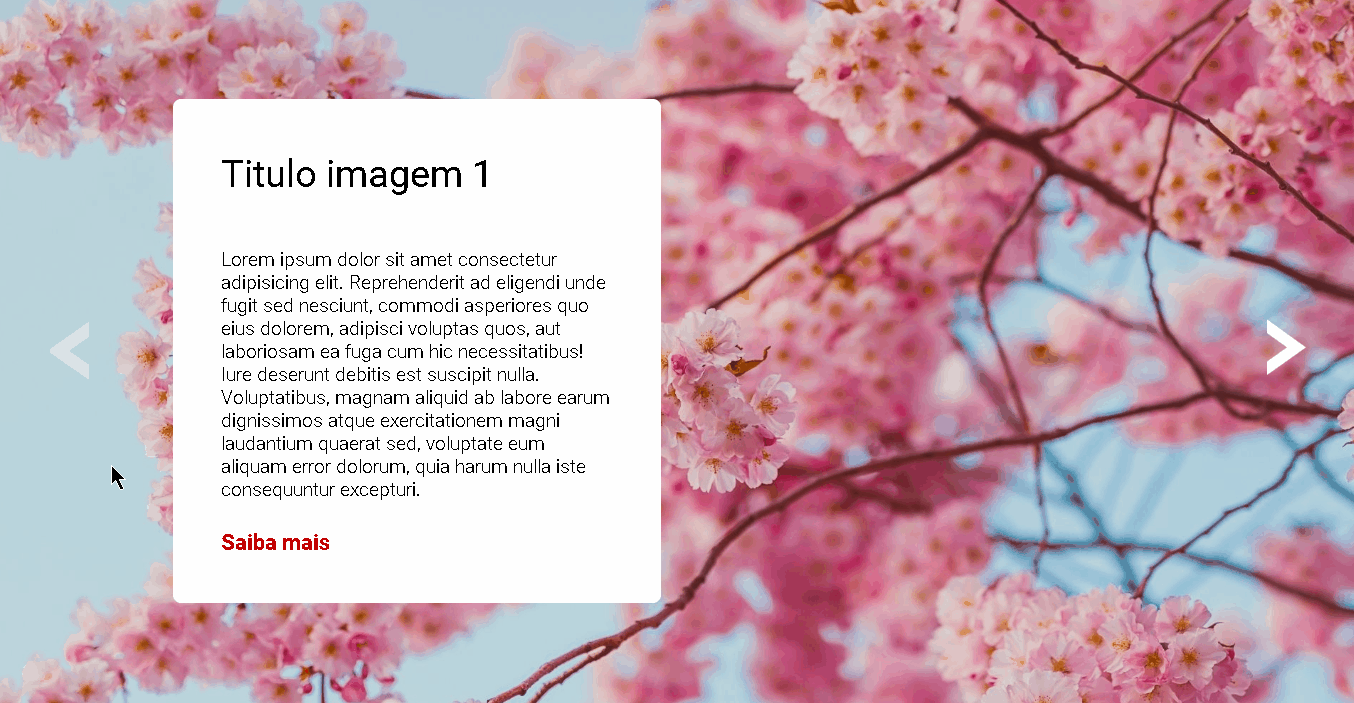 Titulo imagem 1
Lorem ipsum dolor sit amet consectetur
adipisicing elit. Reprehenderit ad eligendi unde
fugit sed nesciunt, commodi asperiores quo
eius dolorem, adipisci voluptas quos, aut
laboriosam ea fuga cum hic necessitatibus!
Iure deserunt debitis est suscipit nulla.
Voluptatibus, magnam aliquid ab labore earum
dignissimos atque exercitationem magni
laudantium quaerat sed, voluptate eum
aliquam error dolorum, quia harum nulla iste
consequuntur excepturi.
Saiba mais